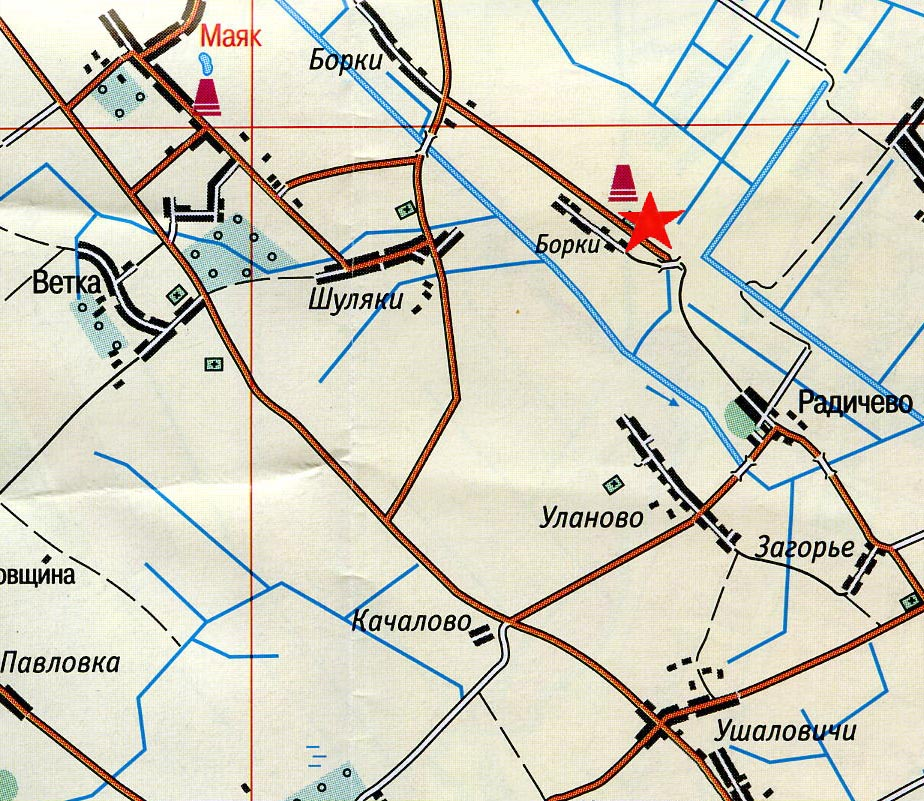 Маяк
Борки
Борки
Ветка
Шуляки
Радичево
Уланово
Загорье
овщина
Качалово
Павловка
Ушаловичи